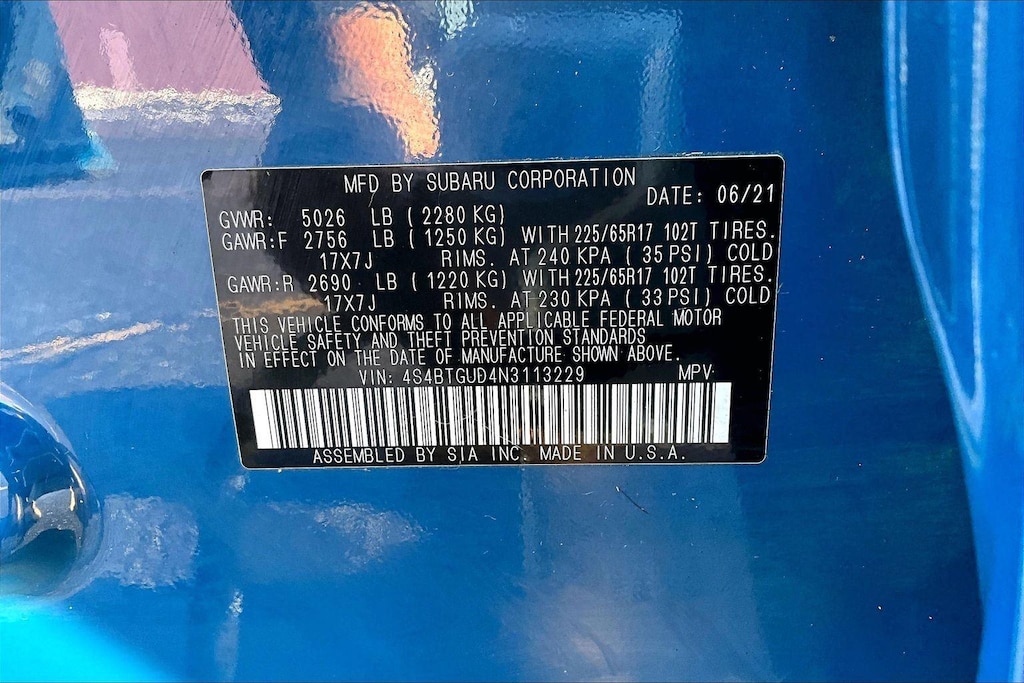 MFD BY SUBARU CORPORATION
DATE: 06/21
GVWR: 5026 LB ( 2280 KG)
GAWR:F 2756 LB ( 1250 KG) WITH 225/65R17 102T TIRES.
17X7J RIMS. AT 240 KPA ( 35 PSI) COLD
GAWR:R 2690 LB ( 1220 KG) WITH 225/65R17 102T TIRES.
17X7J RIMS. AT 230 KPA ( 33 PSI) COLD
THIS VEHICLE CONFORMS TO ALL APPLICABLE FEDERAL MOTOR
VEHICLE SAFETY AND THEFT PREVENTION STANDARDS
IN EFFECT ON THE DATE OF MANUFACTURE SHOWN ABOVE.
VIN: 4S4BTGUD4N3113229 MPV
ASSEMBLED BY SIA INC. MADE IN U.S.A.